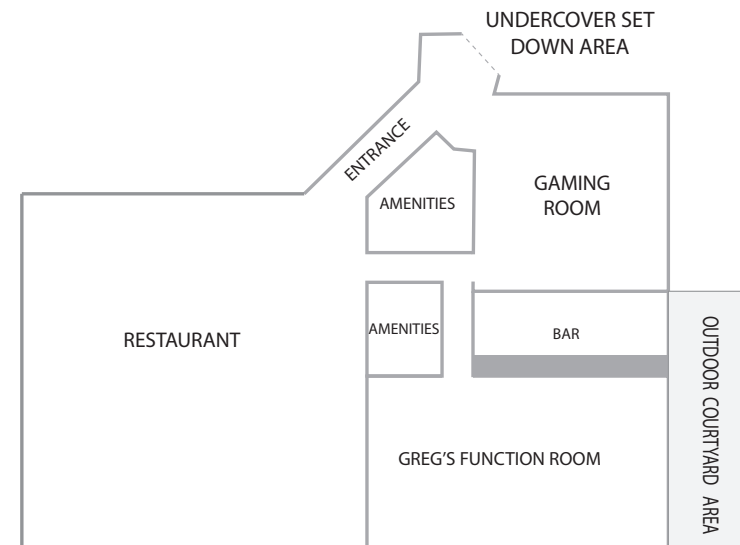 UNDERCOVER SET
DOWN AREA
ENTRANCE
GAMING
ROOM
AMENITIES
RESTAURANT
AMENITIES
BAR
OUTDOOR COURTYARD AREA
GREG'S FUNCTION ROOM